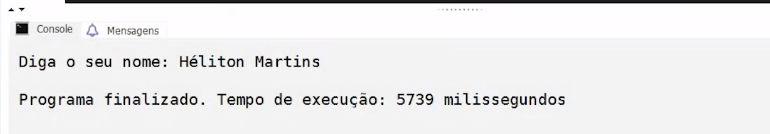 Console Mensagens
Diga o seu nome: Héliton Martins
Programa finalizado. Tempo de execução: 5739 milissegundos